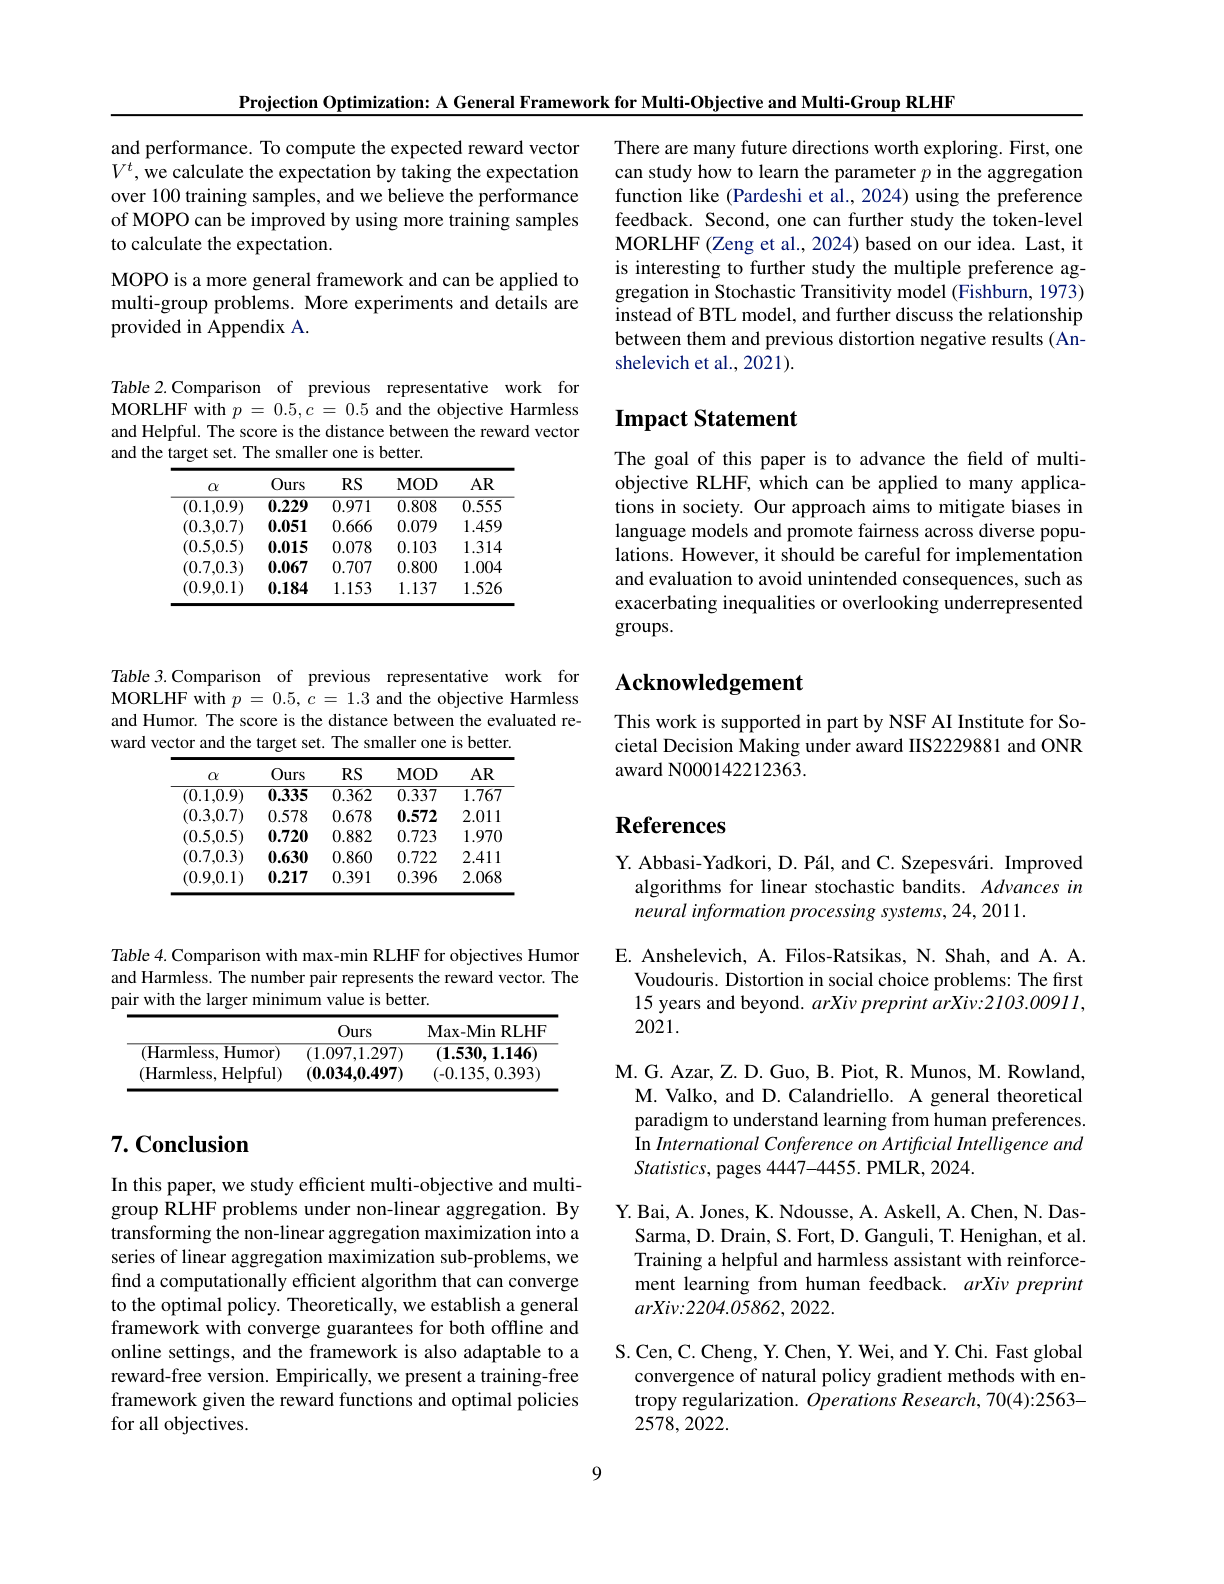 Projection Optimization: A General Framework for Multi-Objective and Multi-Group RLHF
and performance. To compute the expected reward vector
V^t, we calculate the expectation by taking the expectation
over 100 training samples, and we believe the performance
of MOPO can be improved by using more training samples
to calculate the expectation.
MOPO is a more general framework and can be applied to
multi-group problems. More experiments and details are
provided in Appendix A.
Table 2. Comparison of previous representative work for
MORLHF with p = 0.5, c = 0.5 and the objective Harmless
and Helpful. The score is the distance between the reward vector
and the target set. The smaller one is better.
α Ours RS MOD AR
(0.1,0.9) 0.229 0.971 0.808 0.555
(0.3,0.7) 0.051 0.666 0.079 1.459
(0.5,0.5) 0.015 0.078 0.103 1.314
(0.7,0.3) 0.067 0.707 0.800 1.004
(0.9,0.1) 0.184 1.153 1.137 1.526
Table 3. Comparison of previous representative work for
MORLHF with p = 0.5, c = 1.3 and the objective Harmless
and Humor. The score is the distance between the evaluated re-
ward vector and the target set. The smaller one is better.
α Ours RS MOD AR
(0.1,0.9) 0.335 0.362 0.337 1.767
(0.3,0.7) 0.578 0.678 0.572 2.011
(0.5,0.5) 0.720 0.882 0.723 1.970
(0.7,0.3) 0.630 0.860 0.722 2.411
(0.9,0.1) 0.217 0.391 0.396 2.068
Table 4. Comparison with max-min RLHF for objectives Humor
and Harmless. The number pair represents the reward vector. The
pair with the larger minimum value is better.
Ours Max-Min RLHF
(Harmless, Humor) (1.097,1.297) (1.530, 1.146)
(Harmless, Helpful) (0.034,0.497) (-0.135, 0.393)
7. Conclusion
In this paper, we study efficient multi-objective and multi-
group RLHF problems under non-linear aggregation. By
transforming the non-linear aggregation maximization into a
series of linear aggregation maximization sub-problems, we
find a computationally efficient algorithm that can converge
to the optimal policy. Theoretically, we establish a general
framework with converge guarantees for both offline and
online settings, and the framework is also adaptable to a
reward-free version. Empirically, we present a training-free
framework given the reward functions and optimal policies
for all objectives.
There are many future directions worth exploring. First, one
can study how to learn the parameter p in the aggregation
function like (Pardeshi et al., 2024) using the preference
feedback. Second, one can further study the token-level
MORLHF (Zeng et al., 2024) based on our idea. Last, it
is interesting to further study the multiple preference ag-
gregation in Stochastic Transitivity model (Fishburn, 1973)
instead of BTL model, and further discuss the relationship
between them and previous distortion negative results (An-
shelevich et al., 2021).
Impact Statement
The goal of this paper is to advance the field of multi-
objective RLHF, which can be applied to many applica-
tions in society. Our approach aims to mitigate biases in
language models and promote fairness across diverse popu-
lations. However, it should be careful for implementation
and evaluation to avoid unintended consequences, such as
exacerbating inequalities or overlooking underrepresented
groups.
Acknowledgement
This work is supported in part by NSF AI Institute for So-
cietal Decision Making under award IIS2229881 and ONR
award N000142212363.
References
Y. Abbasi-Yadkori, D. Pál, and C. Szepesvári. Improved
algorithms for linear stochastic bandits. Advances in
neural information processing systems, 24, 2011.
E. Anshelevich, A. Filos-Ratsikas, N. Shah, and A. A.
Voudouris. Distortion in social choice problems: The first
15 years and beyond. arXiv preprint arXiv:2103.00911,
2021.
M. G. Azar, Z. D. Guo, B. Piot, R. Munos, M. Rowland,
M. Valko, and D. Calandriello. A general theoretical
paradigm to understand learning from human preferences.
In International Conference on Artificial Intelligence and
Statistics, pages 4447–4455. PMLR, 2024.
Y. Bai, A. Jones, K. Ndousse, A. Askell, A. Chen, N. Das-
Sarma, D. Drain, S. Fort, D. Ganguli, T. Henighan, et al.
Training a helpful and harmless assistant with reinforce-
ment learning from human feedback. arXiv preprint
arXiv:2204.05862, 2022.
S. Cen, C. Cheng, Y. Chen, Y. Wei, and Y. Chi. Fast global
convergence of natural policy gradient methods with en-
tropy regularization. Operations Research, 70(4):2563–
2578, 2022.
9